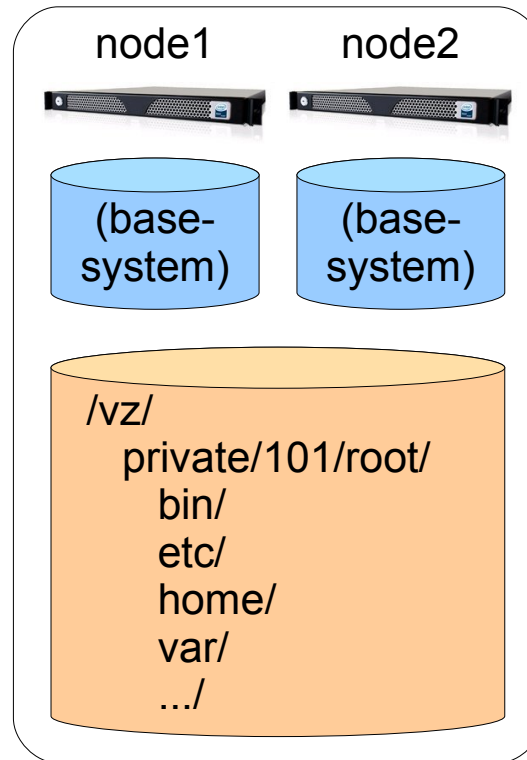 node1
node2
(base-
system)
(base-
system)
/vz/
private/101/root/
bin/
etc/
home/
var/
.../